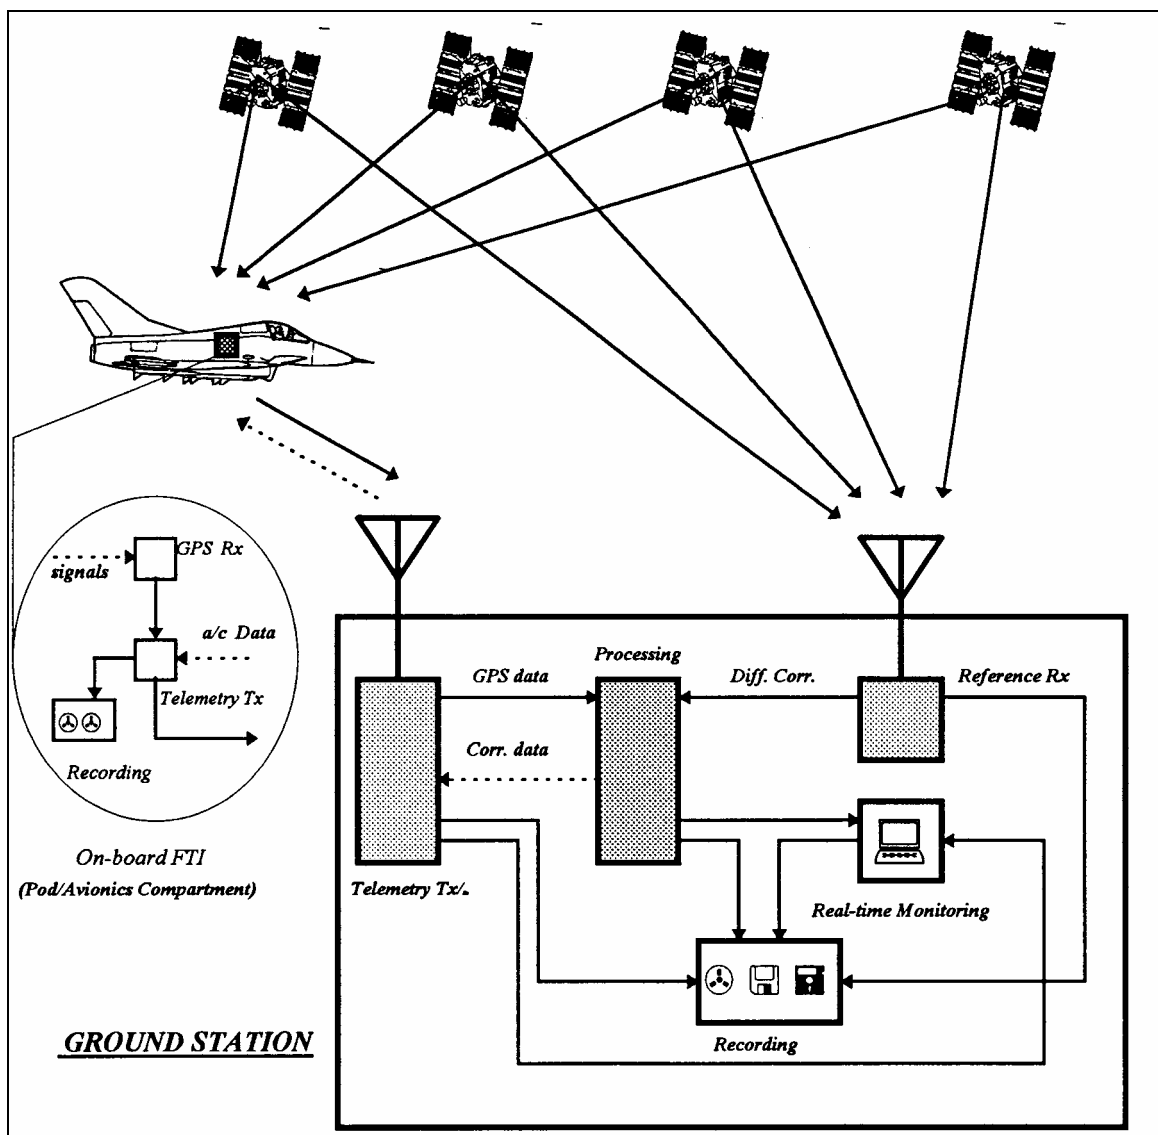 GPS Rx
signals
a/c Data
Telemetry Tx
Recording
On-board FTI
(Pod/Avionics Compartment)
Processing
GPS data
Diff. Corr.
Reference Rx
Corr. data
Telemetry Tx/
Real-time Monitoring
Recording
GROUND STATION